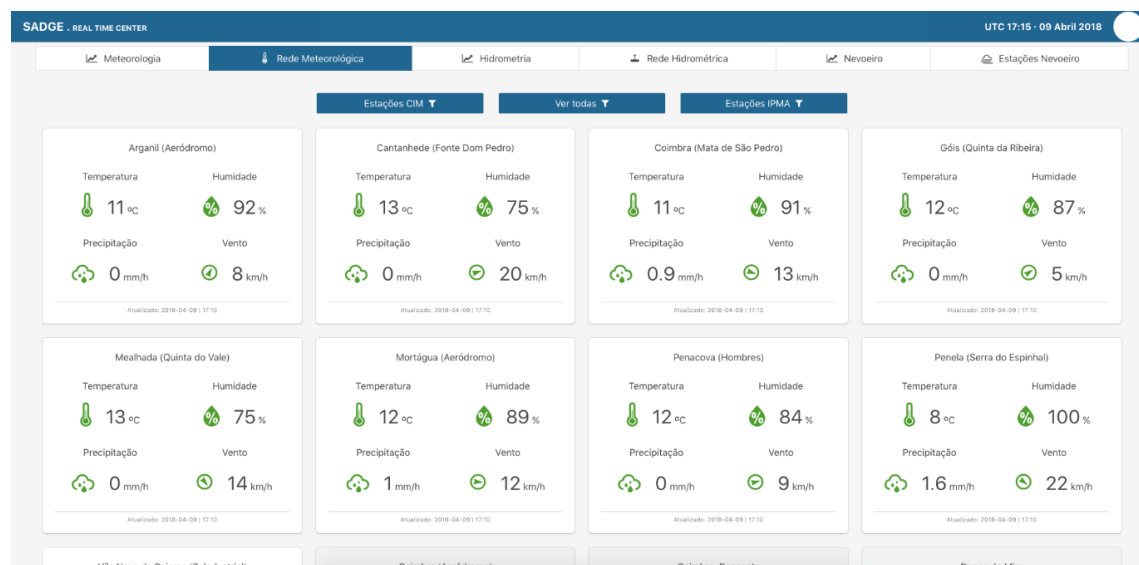 SADGE . REAL TIME CENTER
UTC 17:15 - 09 Abril 2018
Meteorologia
Rede Meteorológica
Hidrometria
Rede Hidrométrica
Nevoeiro
Estações Nevoeiro
Estações CIM
Ver todas
Estações IPMA
Arganil (Aeródromo)
Temperatura Humidade
11 ºC % 92 %
Precipitação Vento
0 mm/h 8 km/h
Atualizado: 2018-04-09 | 17:10
Cantanhede (Fonte Dom Pedro)
Temperatura Humidade
13 ºC % 75 %
Precipitação Vento
0 mm/h 20 km/h
Atualizado: 2018-04-09 | 17:10
Coimbra (Mata de São Pedro)
Temperatura Humidade
11 ºC % 91 %
Precipitação Vento
0.9 mm/h 13 km/h
Atualizado: 2018-04-09 | 17:10
Góis (Quinta da Ribeira)
Temperatura Humidade
12 ºC % 87 %
Precipitação Vento
0 mm/h 5 km/h
Atualizado: 2018-04-09 | 17:10
Mealhada (Quinta do Vale)
Temperatura Humidade
13 ºC % 75 %
Precipitação Vento
0 mm/h 14 km/h
Atualizado: 2018-04-09 | 17:10
Mortágua (Aeródromo)
Temperatura Humidade
12 ºC % 89 %
Precipitação Vento
1 mm/h 12 km/h
Atualizado: 2018-04-09 | 17:10
Penacova (Hombres)
Temperatura Humidade
12 ºC % 84 %
Precipitação Vento
0 mm/h 9 km/h
Atualizado: 2018-04-09 | 17:10
Penela (Serra do Espinhal)
Temperatura Humidade
8 ºC % 100 %
Precipitação Vento
1.6 mm/h 22 km/h
Atualizado: 2018-04-09 | 17:10